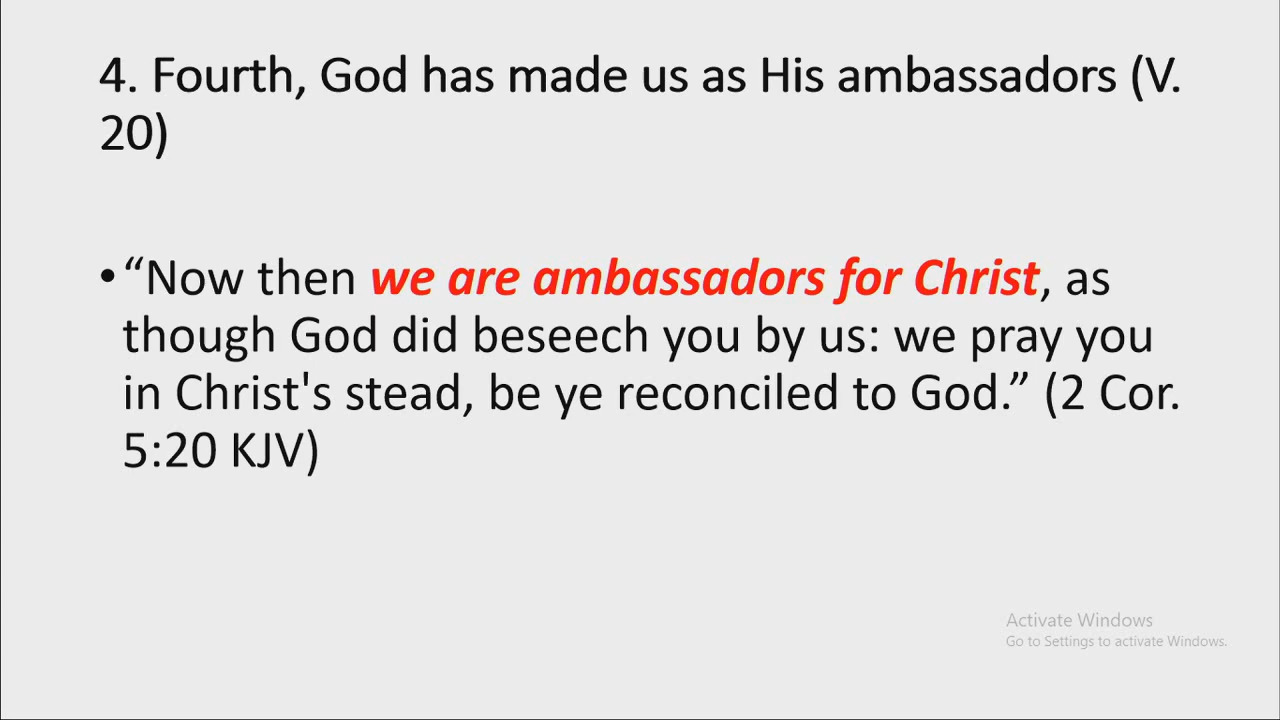 4. Fourth, God has made us as His ambassadors (V.
20)
•“Now then we are ambassadors for Christ, as
though God did beseech you by us: we pray you
in Christ's stead, be ye reconciled to God.” (2 Cor.
5:20 KJV)
Activate Windows
Go to Settings to activate Windows.